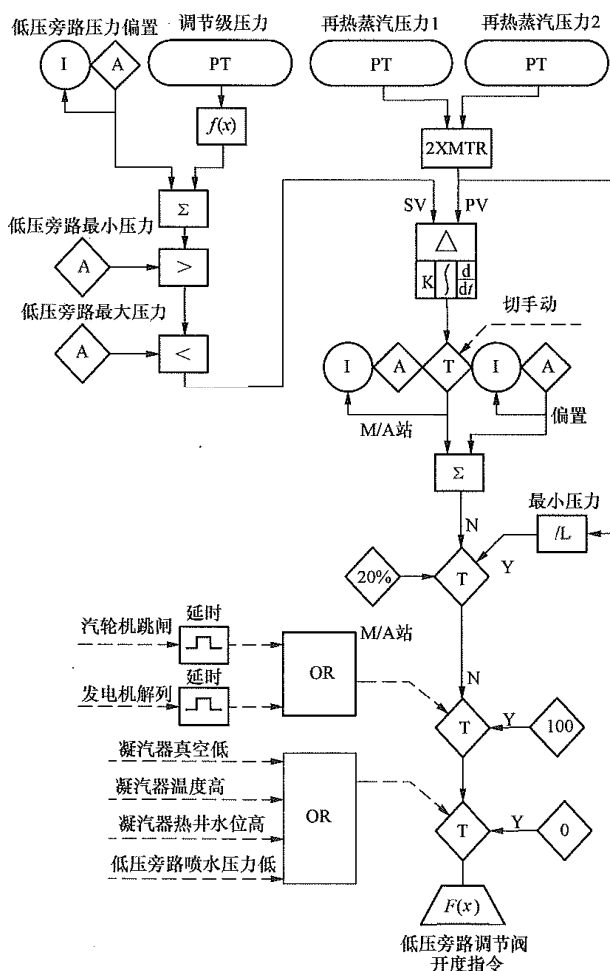 低压旁路压力偏置
调节级压力
再热蒸汽压力1
再热蒸汽压力2
I
A
PT
PT
PT
f(x)
2XMTR
Σ
SV
PV
低压旁路最小压力
A
>
△
K
∫
d
dt
低压旁路最大压力
A
<
切手动
I
A
T
I
A
M/A站
偏置
Σ
最小压力
N
/L
Y
20%
T
汽轮机跳闸
延时
M/A站
OR
发电机解列
延时
N
T
Y
100
凝汽器真空低
凝汽器温度高
OR
凝汽器热井水位高
T
Y
0
低压旁路喷水压力低
F(x)
低压旁路调节阀
开度指令